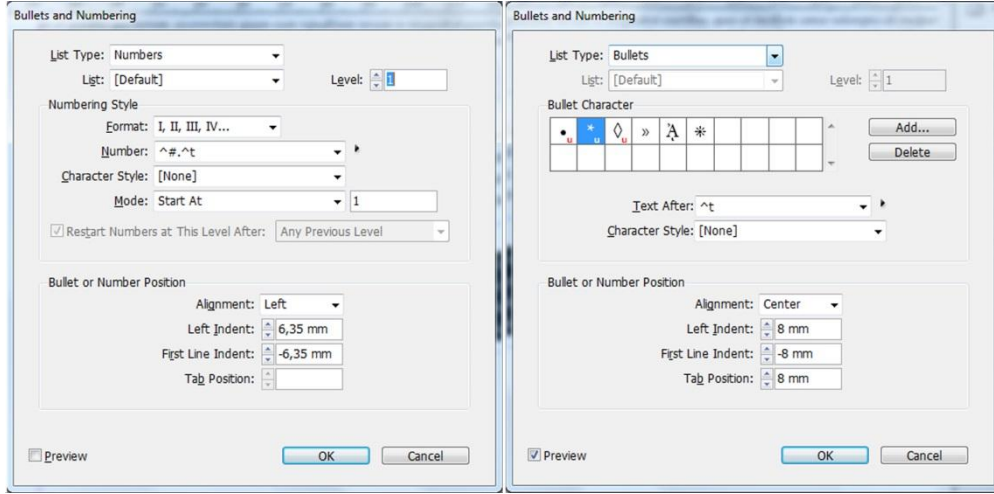 Bullets and Numbering
List Type: Numbers
List: [Default] Level: 1
Numbering Style
Format: I, II, III, IV...
Number: ^#.^t
Character Style: [None]
Mode: Start At 1
Restart Numbers at This Level After: Any Previous Level
Bullet or Number Position
Alignment: Left
Left Indent: 6,35 mm
First Line Indent: -6,35 mm
Tab Position:
Preview OK Cancel
Bullets and Numbering
List Type: Bullets
List: [Default] Level: 1
Bullet Character
•u *u ◊u » Ä ⁜ Add...
Delete
Text After: ^t
Character Style: [None]
Bullet or Number Position
Alignment: Center
Left Indent: 8 mm
First Line Indent: -8 mm
Tab Position: 8 mm
Preview OK Cancel